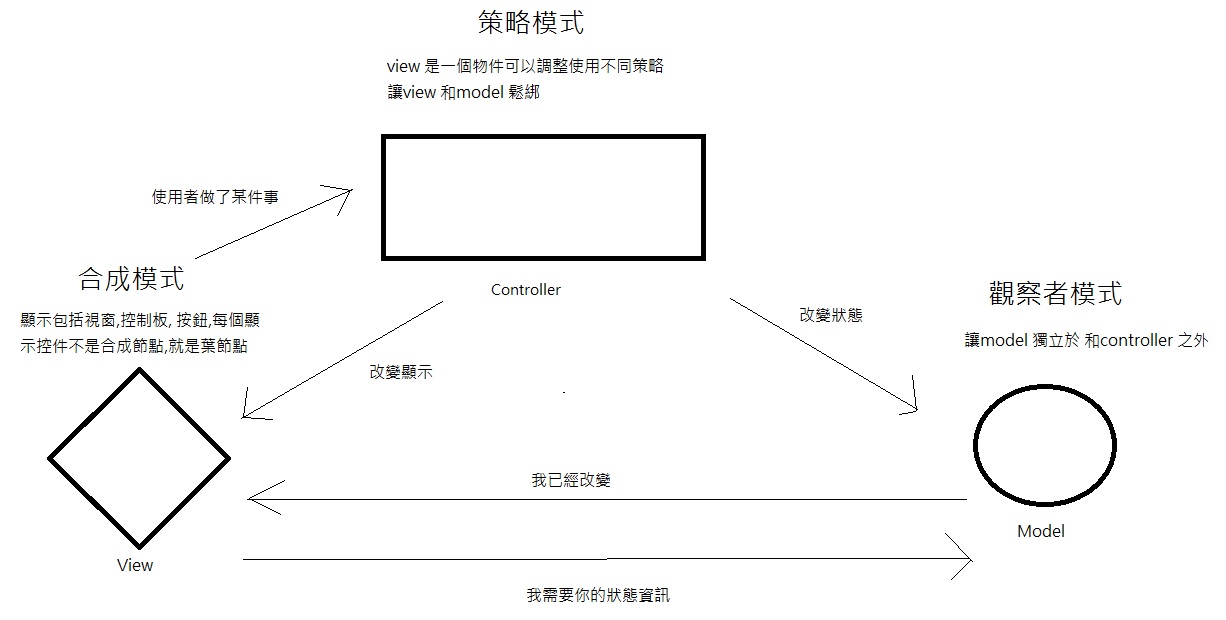 策略模式
view 是一個物件可以調整使用不同策略
讓view 和model 鬆綁
使用者做了某件事
合成模式
顯示包括視窗,控制板, 按鈕,每個顯
示控件不是合成節點,就是葉節點
Controller
觀察者模式
讓model 獨立於 和controller 之外
改變狀態
改變顯示
我已經改變
Model
View
我需要你的狀態資訊